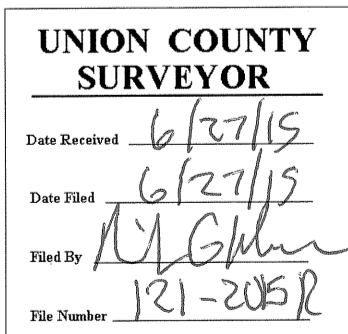 UNION COUNTY
SURVEYOR
Date Received 6/27/15
Date Filed 6/27/15
Filed By
File Number 121-2015R